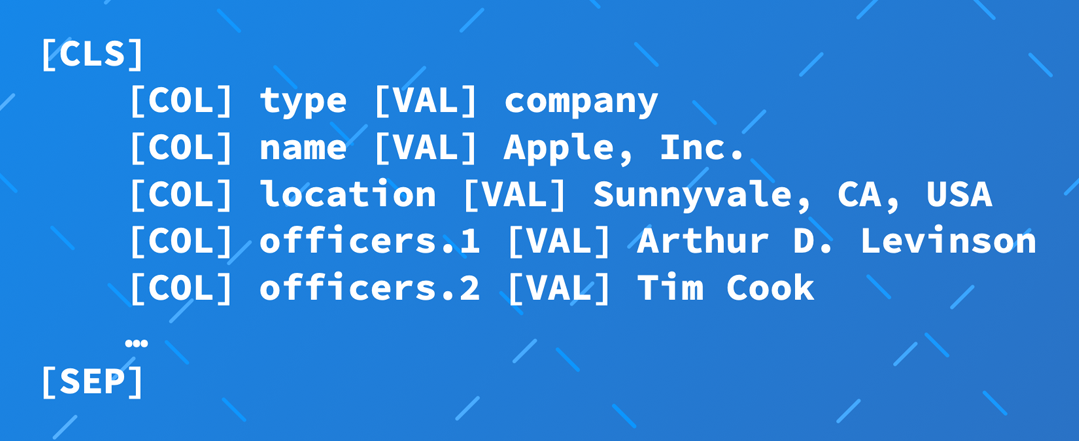 [CLS]
[COL] type [VAL] company
[COL] name [VAL] Apple, Inc.
[COL] location [VAL] Sunnyvale, CA, USA
[COL] officers.1 [VAL] Arthur D. Levinson
[COL] officers.2 [VAL] Tim Cook
…
[SEP]